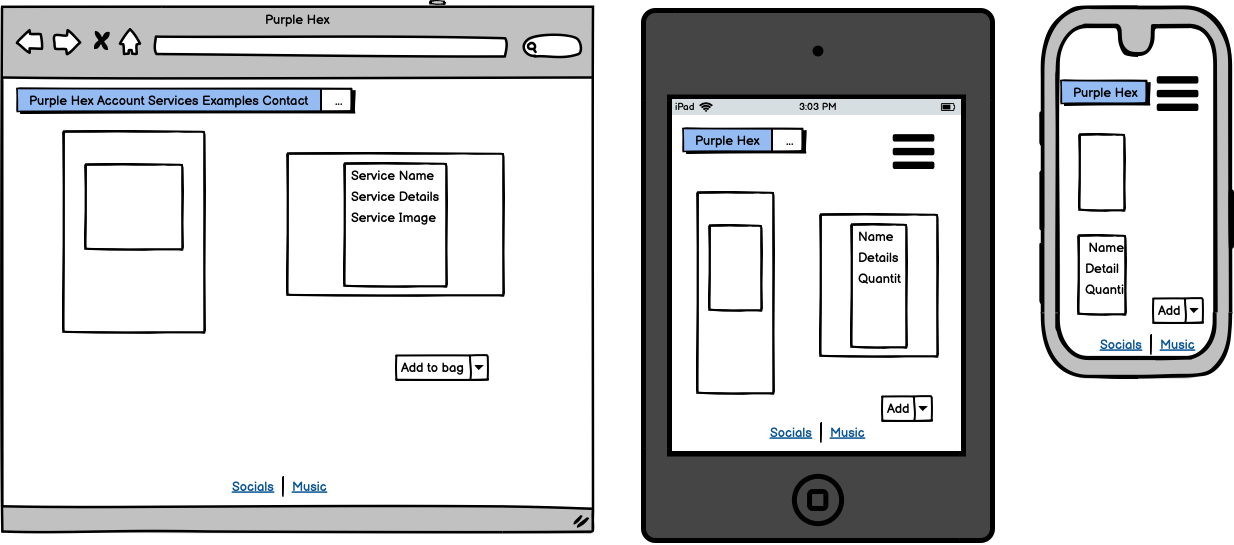 Purple Hex
Purple Hex Account Services Examples Contact ...
Service Name
Service Details
Service Image
Add to bag
Socials
Music
iPad 3:03 PM
Purple Hex ...
Name
Details
Quantit
Add
Socials
Music
Purple Hex
Name
Detail
Quanti
Add
Socials
Music